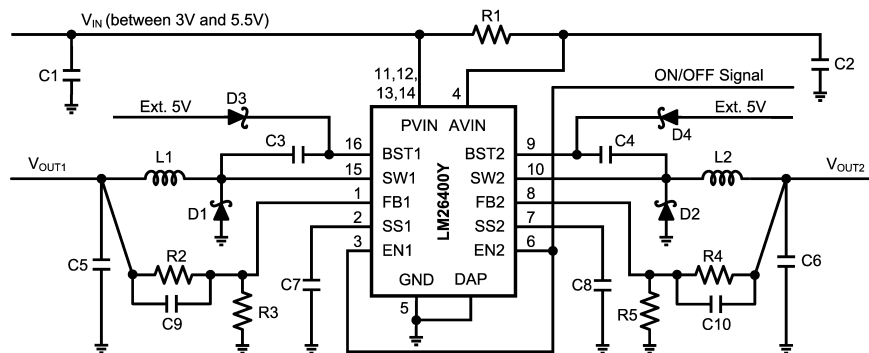 V_IN (between 3V and 5.5V)
R1
C1
C2
11,12,
13,14
4
ON/OFF Signal
D3
Ext. 5V
Ext. 5V
D4
PVIN AVIN
C3
C4
16 BST1 BST2 9
V_OUT1
L1
15 SW1 SW2 10
L2
V_OUT2
LM26400Y
D1
1 FB1 FB2 8
D2
2 SS1 SS2 7
3 EN1 EN2 6
C5
R2
C7
GND DAP
C8
R4
C6
C9
R3
5
R5
C10